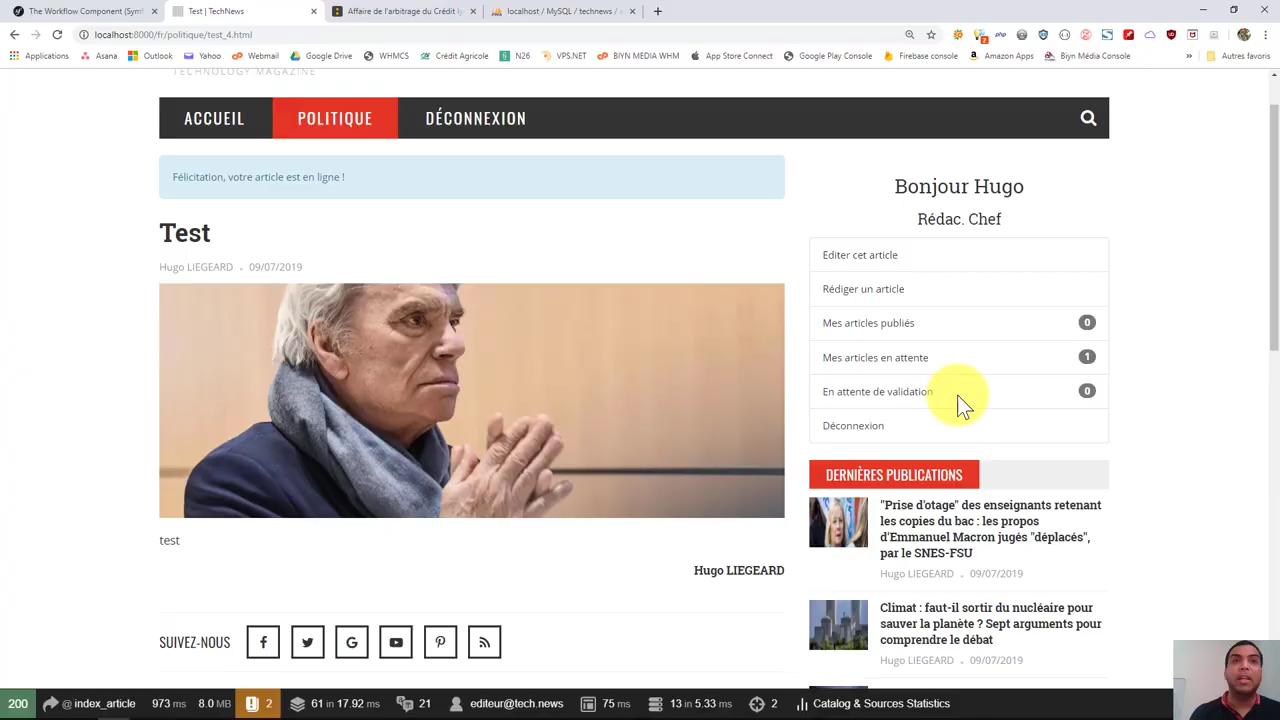 The Workflow Component (Sym
Test | TechNews
Affaire de l'arbitrage du Crédit ly
localhost / MySQL / technews / a
localhost:8000/fr/politique/test_4.html
Applications
Asana
Outlook
Yahoo
Webmail
Google Drive
WHMCS
Crédit Agricole
N26
VPS.NET
BIYN MEDIA WHM
App Store Connect
Google Play Console
Firebase console
Amazon Apps
Biyn Média Console
Autres favoris
TECHNOLOGY MAGAZINE
ACCUEIL
POLITIQUE
DÉCONNEXION
Félicitation, votre article est en ligne !
Test
Hugo LIEGEARD . 09/07/2019
test
Hugo LIEGEARD
SUIVEZ-NOUS
Bonjour Hugo
Rédac. Chef
Editer cet article
Rédiger un article
Mes articles publiés 0
Mes articles en attente 1
En attente de validation 0
Déconnexion
DERNIÈRES PUBLICATIONS
"Prise d'otage" des enseignants retenant
les copies du bac : les propos
d'Emmanuel Macron jugés "déplacés",
par le SNES-FSU
Hugo LIEGEARD . 09/07/2019
Climat : faut-il sortir du nucléaire pour
sauver la planète ? Sept arguments pour
comprendre le débat
Hugo LIEGEARD . 09/07/2019
200 @ index_article 973 ms 8.0 MB 2 61 in 17.92 ms 21 editeur@tech.news 75 ms 13 in 5.33 ms 2 Catalog & Sources Statistics